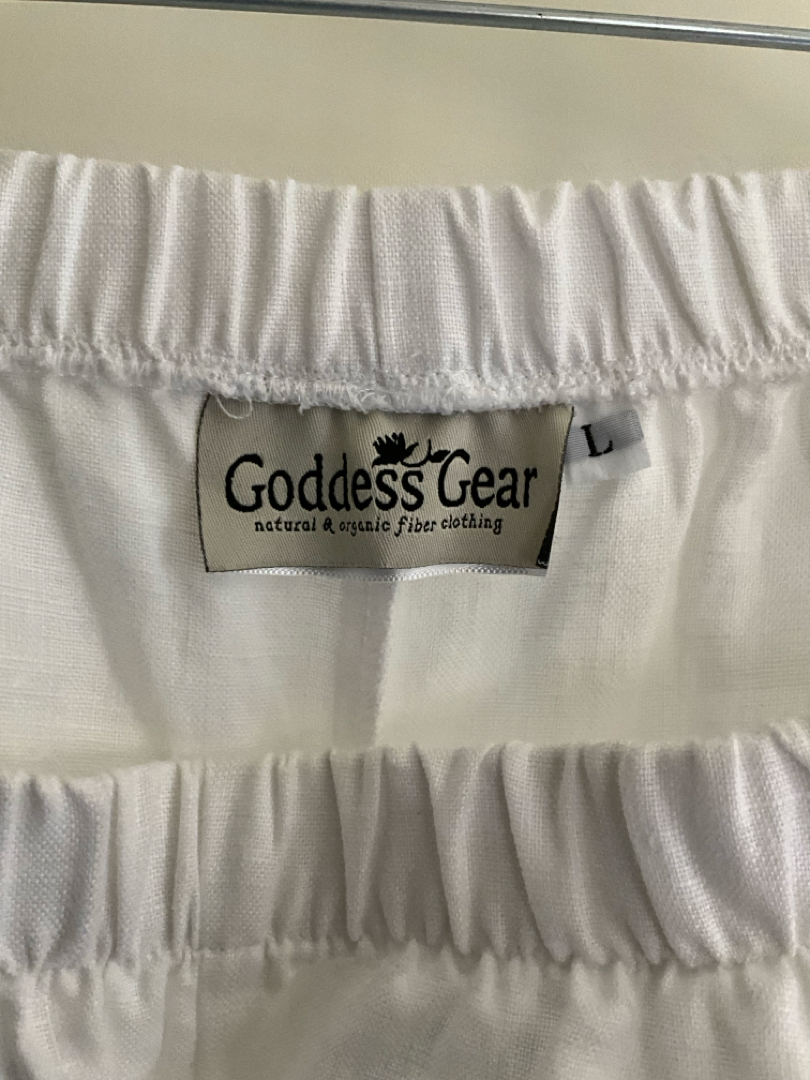 Goddess Gear
natural & organic fiber clothing
L